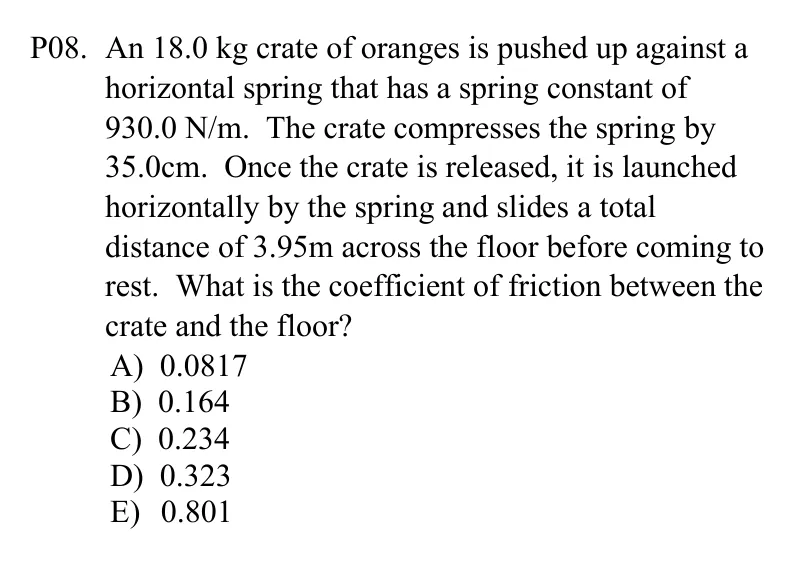 P08. An 18.0 kg crate of oranges is pushed up against a
horizontal spring that has a spring constant of
930.0 N/m. The crate compresses the spring by
35.0cm. Once the crate is released, it is launched
horizontally by the spring and slides a total
distance of 3.95m across the floor before coming to
rest. What is the coefficient of friction between the
crate and the floor?
A) 0.0817
B) 0.164
C) 0.234
D) 0.323
E) 0.801